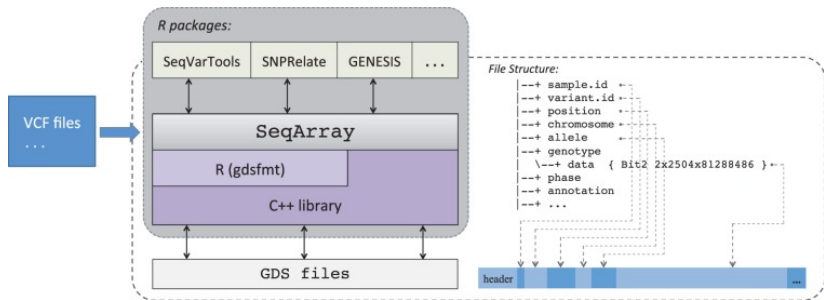 R packages:
SeqVarTools SNPRelate GENESIS ...
VCF files
...
SeqArray
R (gdsfmt)
C++ library
GDS files
File Structure:
|--+ sample.id
|--+ variant.id
|--+ position
|--+ chromosome
|--+ allele
|--+ genotype
| \--+ data { Bit2 2x2504x81288486 }
|--+ phase
|--+ annotation
|--+ ...
header ...